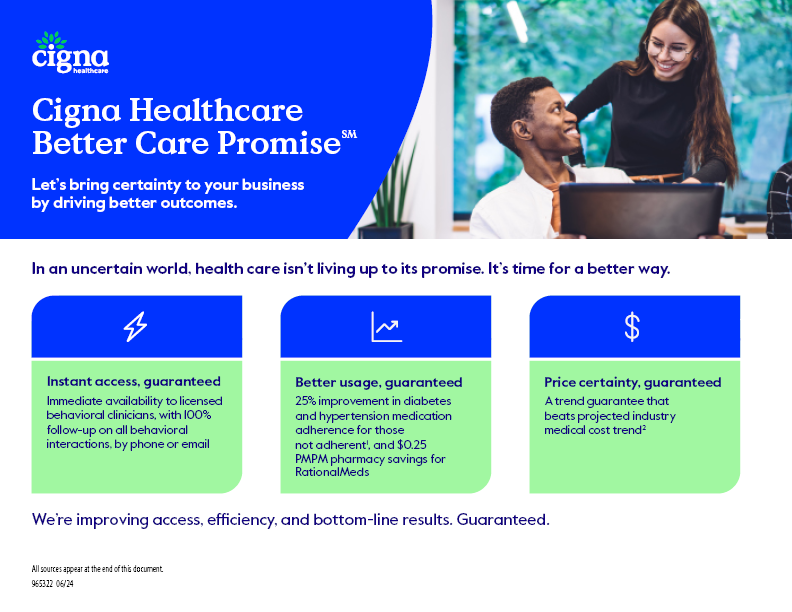 cigna
healthcare
Cigna Healthcare
Better Care Promise℠
Let's bring certainty to your business
by driving better outcomes.
In an uncertain world, health care isn't living up to its promise. It's time for a better way.
Instant access, guaranteed
Immediate availability to licensed
behavioral clinicians, with 100%
follow-up on all behavioral
interactions, by phone or email
Better usage, guaranteed
25% improvement in diabetes
and hypertension medication
adherence for those
not adherent¹, and $0.25
PMPM pharmacy savings for
RationalMeds
$
Price certainty, guaranteed
A trend guarantee that
beats projected industry
medical cost trend²
We're improving access, efficiency, and bottom-line results. Guaranteed.
All sources appear at the end of this document.
965322 06/24